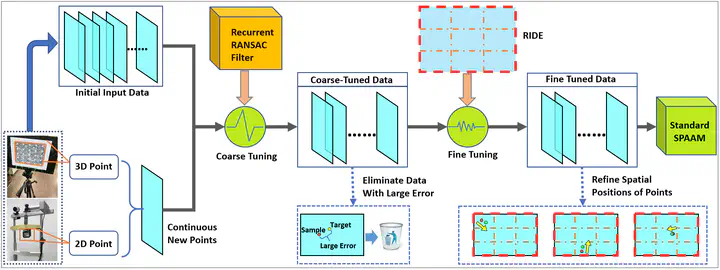 Recurrent
RANSAC
Filter
RIDE
Initial Input Data
Coarse-Tuned Data
Fine Tuned Data
Coarse Tuning
Fine Tuning
Standard
SPAAM
3D Point
2D Point
Continuous
New Points
Eliminate Data
With Large Error
Refine Spatial
Positions of Points
Sample
Target
Large Error